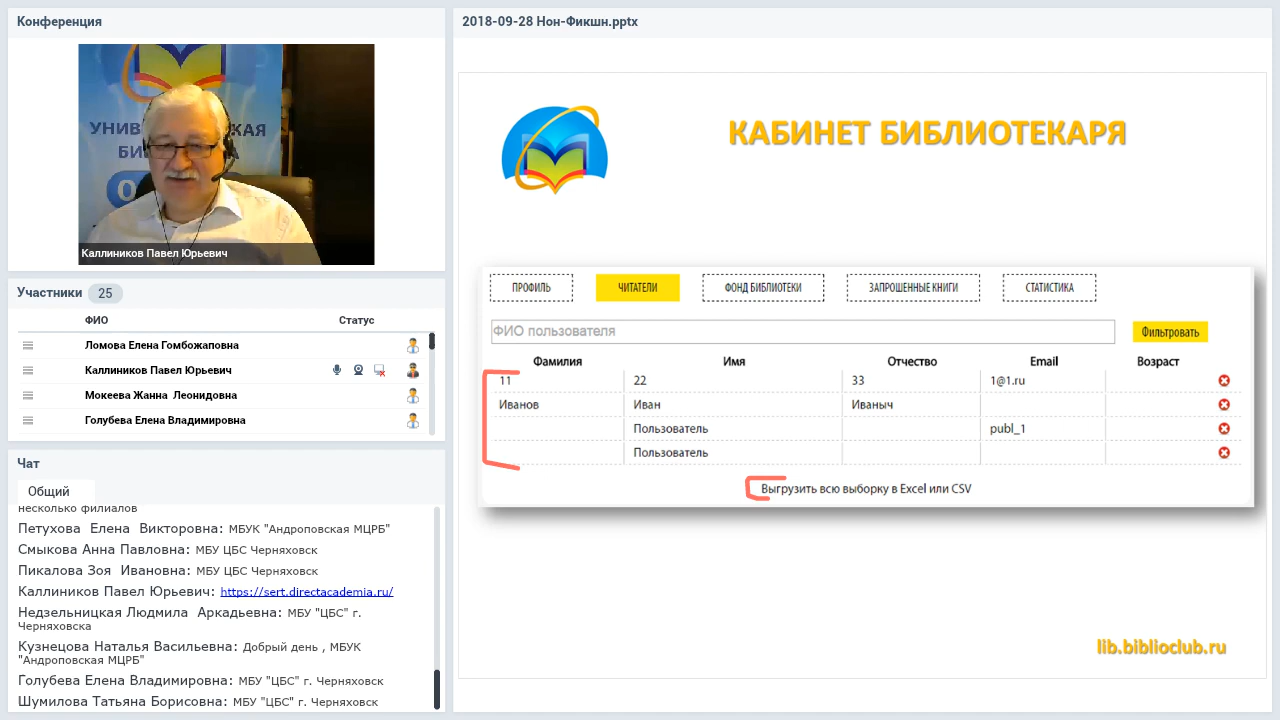 Конференция
УНИВ СКАЯ
БИ А
Каллиников Павел Юрьевич
Участники 25
ФИО Статус
Ломова Елена Гомбожаповна
Каллиников Павел Юрьевич
Мокеева Жанна Леонидовна
Голубева Елена Владимировна
Чат
Общий
несколько филиалов
Петухова Елена Викторовна: МБУК "Андроповская МЦРБ"
Смыкова Анна Павловна: МБУ ЦБС Черняховск
Пикалова Зоя Ивановна: МБУ ЦБС Черняховск
Каллиников Павел Юрьевич: https://sert.directacademia.ru/
Недзельницкая Людмила Аркадьевна: МБУ "ЦБС" г.
Черняховска
Кузнецова Наталья Васильевна: Добрый день , МБУК
"Андроповская МЦРБ"
Голубева Елена Владимировна: МБУ "ЦБС" г. Черняховск
Шумилова Татьяна Борисовна: МБУ "ЦБС" г. Черняховск
2018-09-28 Нон-Фикшн.pptx
КАБИНЕТ БИБЛИОТЕКАРЯ
ПРОФИЛЬ ЧИТАТЕЛИ ФОНД БИБЛИОТЕКИ ЗАПРОШЕННЫЕ КНИГИ СТАТИСТИКА
ФИО пользователя Фильтровать
Фамилия Имя Отчество Email Возраст
11 22 33 1@1.ru
Иванов Иван Иваныч
Пользователь publ_1
Пользователь
Выгрузить всю выборку в Excel или CSV
lib.biblioclub.ru